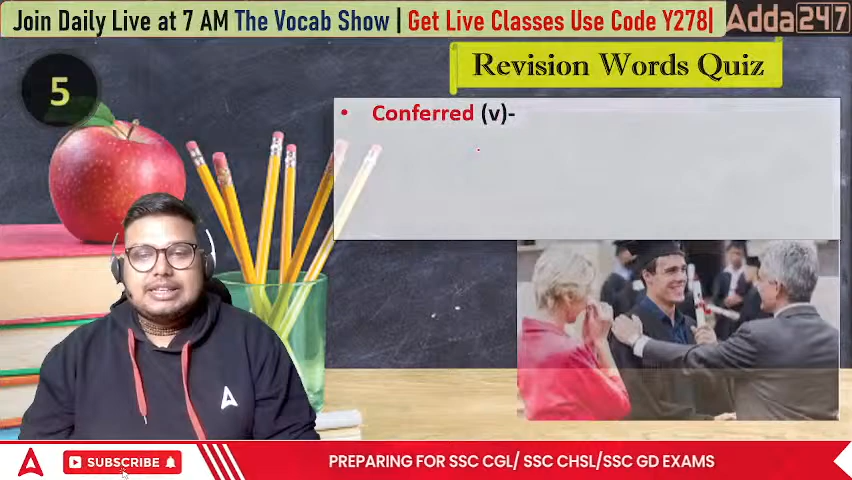 Join Daily Live at 7 AM The Vocab Show | Get Live Classes Use Code Y278|
Adda247
Revision Words Quiz
5
• Conferred (v)-
SUBSCRIBE
PREPARING FOR SSC CGL/ SSC CHSL/SSC GD EXAMS